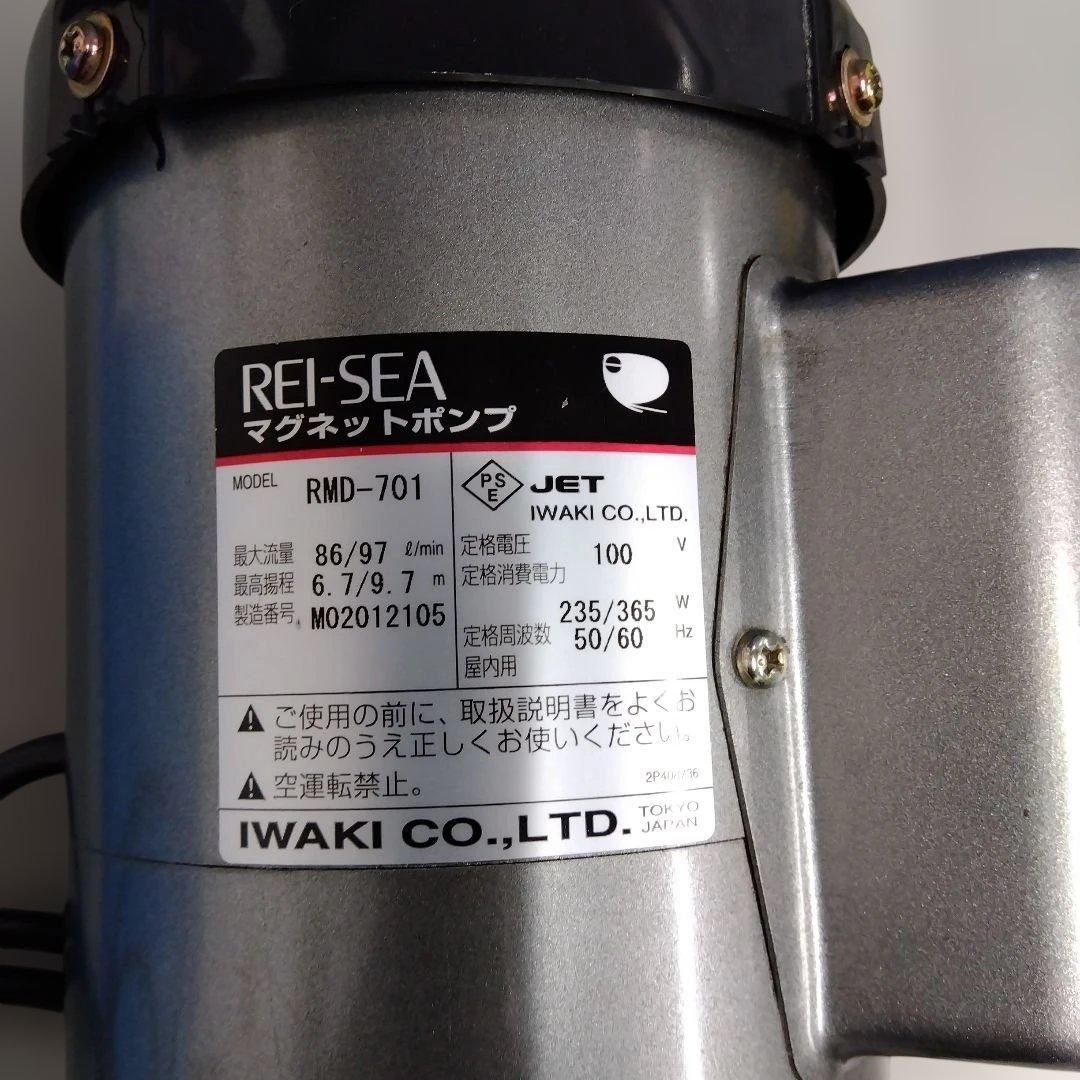 REI-SEA
マグネットポンプ
MODEL RMD-701
最大流量 86/97 ℓ/min
最高揚程 6.7/9.7 m
製造番号 M02012105
PSE JET
IWAKI CO.,LTD.
定格電圧 100 V
定格消費電力
235/365 W
定格周波数 50/60 Hz
屋内用
ご使用の前に、取扱説明書をよくお
読みのうえ正しくお使いください。
空運転禁止。
IWAKI CO.,LTD. TOKYO JAPAN